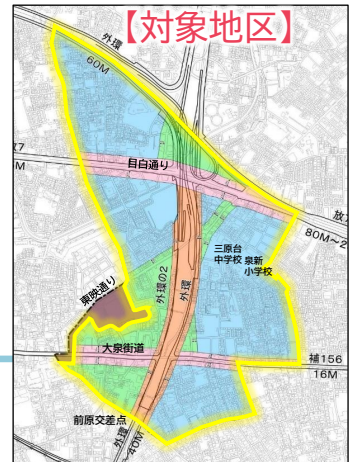 【対象地区】
外環
60M
放7
M
目白通り
放
80M~2
三原台
中学校
泉新
小学校
外環の2
外環
東映通り
大泉街道
補156
16M
前原交差点
外環
~40M